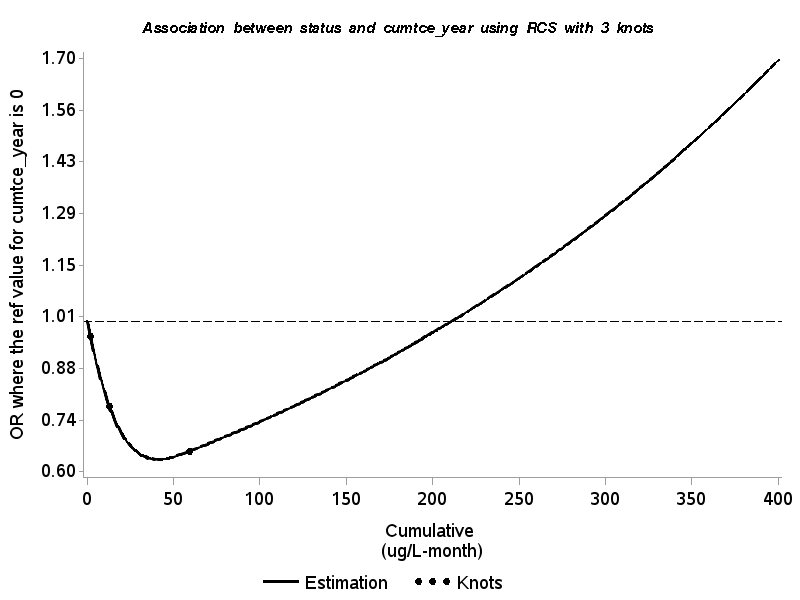 Association between status and cumtce_year using RCS with 3 knots
OR where the ref value for cumtce_year is 0
1.70
1.56
1.43
1.29
1.15
1.01
0.88
0.74
0.60
0 50 100 150 200 250 300 350 400
Cumulative
(ug/L-month)
Estimation Knots